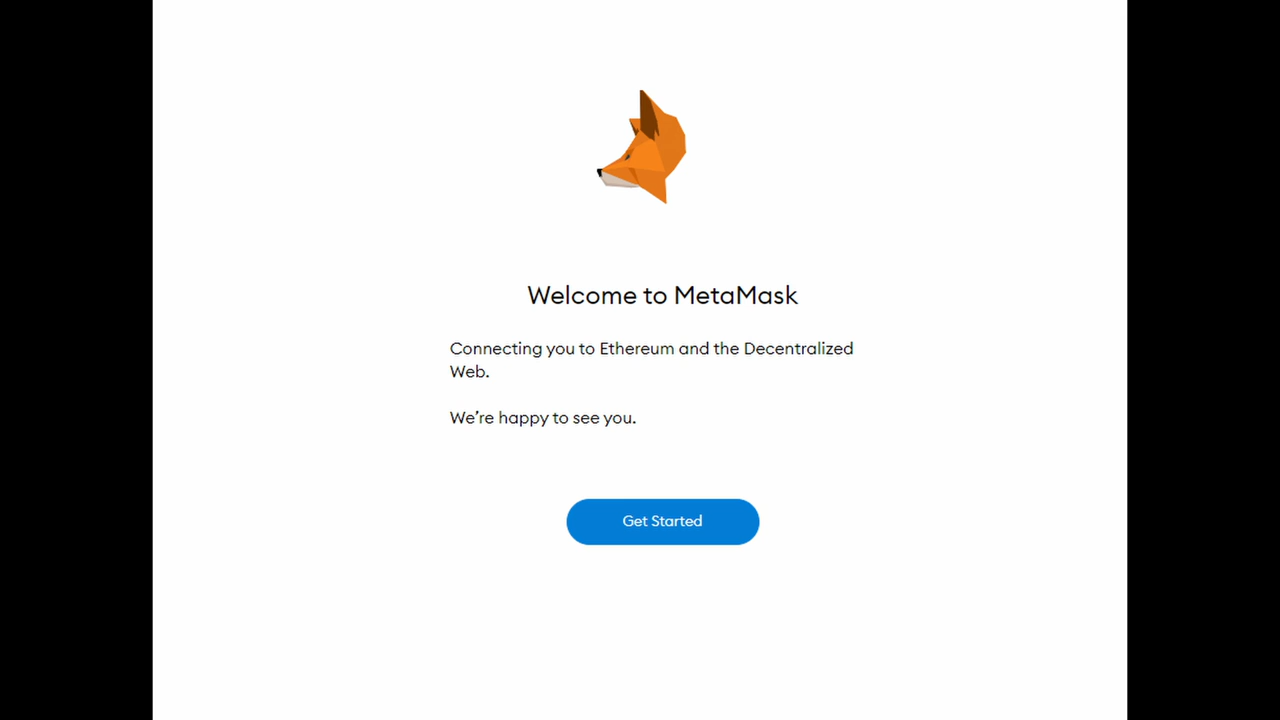 Welcome to MetaMask
Connecting you to Ethereum and the Decentralized
Web.
We’re happy to see you.
Get Started